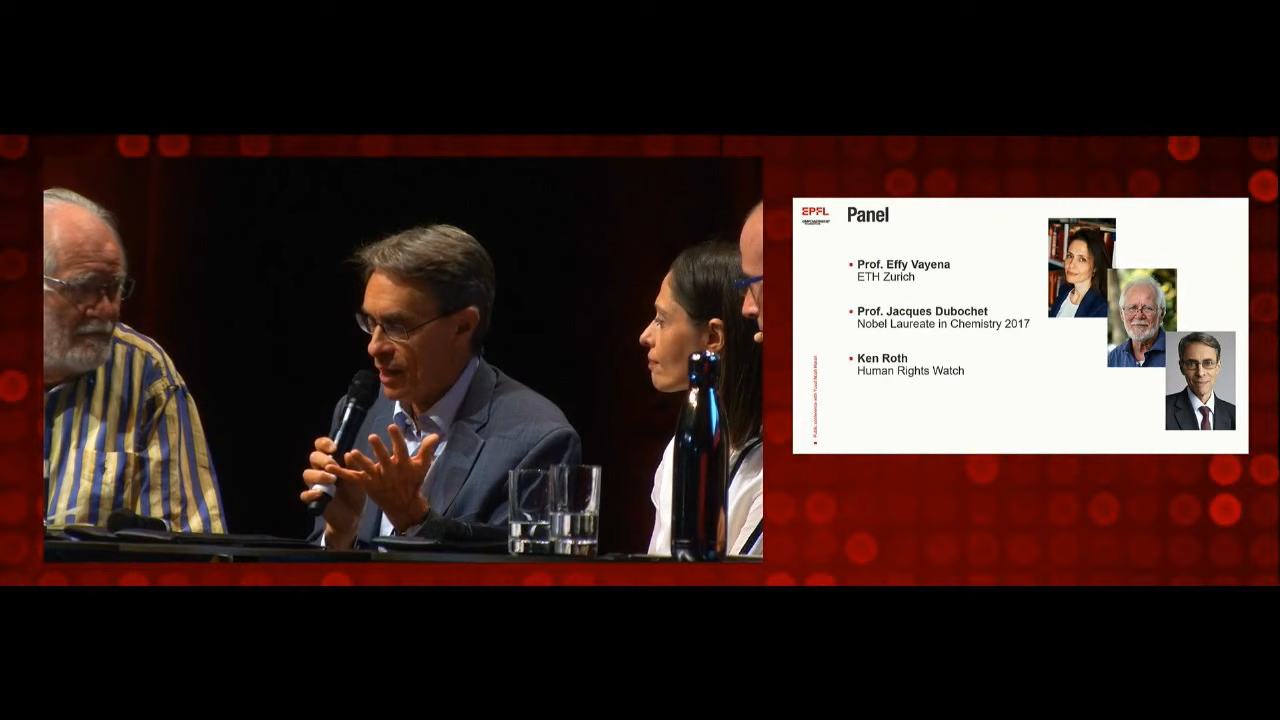 EPFL
Panel
Prof. Effy Vayena
ETH Zurich
Prof. Jacques Dubochet
Nobel Laureate in Chemistry 2017
Ken Roth
Human Rights Watch